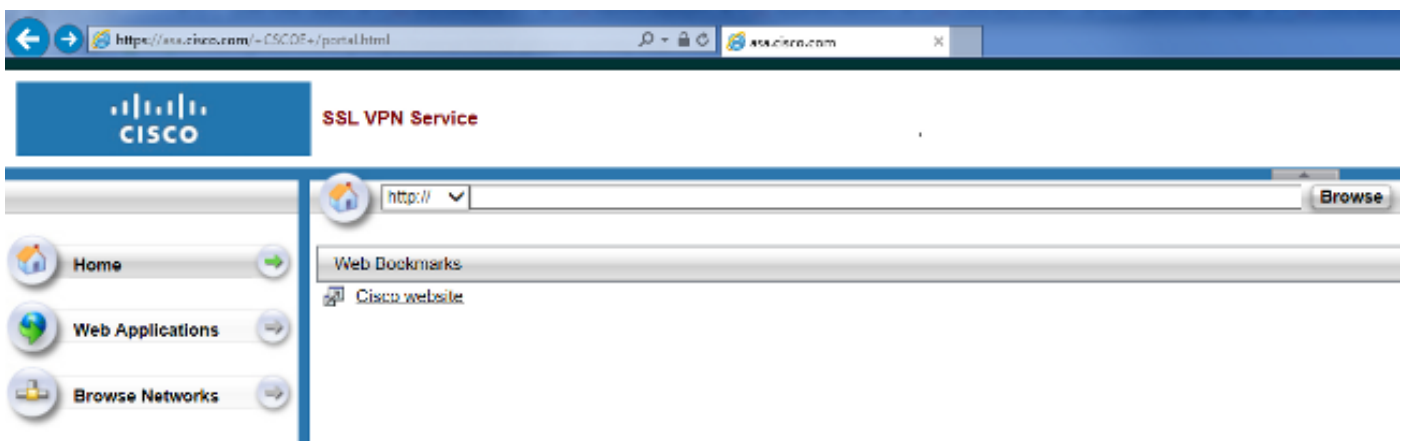 https://asa.cisco.com/+CSCOE+/portal.html
asa.cisco.com
CISCO
SSL VPN Service
http://
Browse
Home
Web Bookmarks
Cisco website
Web Applications
Browse Networks